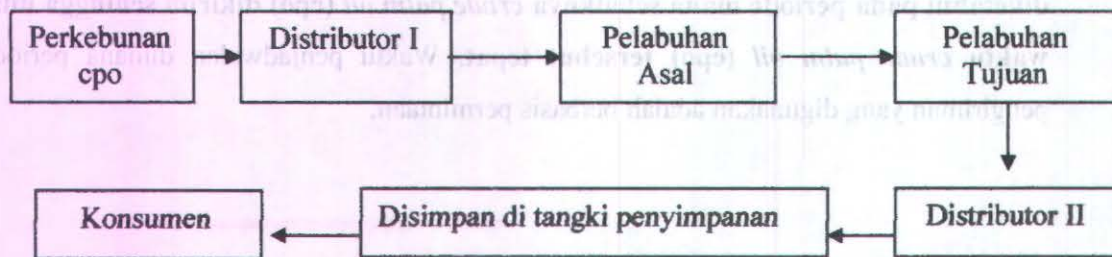 Perkebunan
cpo
Distributor I
Pelabuhan
Asal
Pelabuhan
Tujuan
Distributor II
Disimpan di tangki penyimpanan
Konsumen